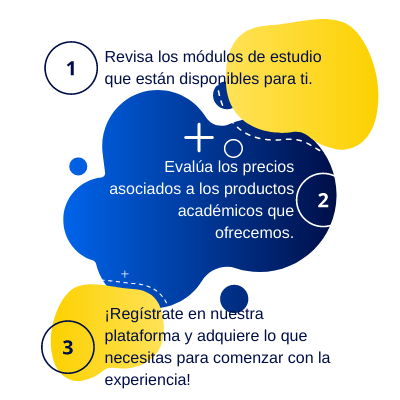 1
Revisa los módulos de estudio
que están disponibles para ti.
Evalúa los precios
asociados a los productos
académicos que
ofrecemos.
2
¡Regístrate en nuestra
plataforma y adquiere lo que
necesitas para comenzar con la
experiencia!
3